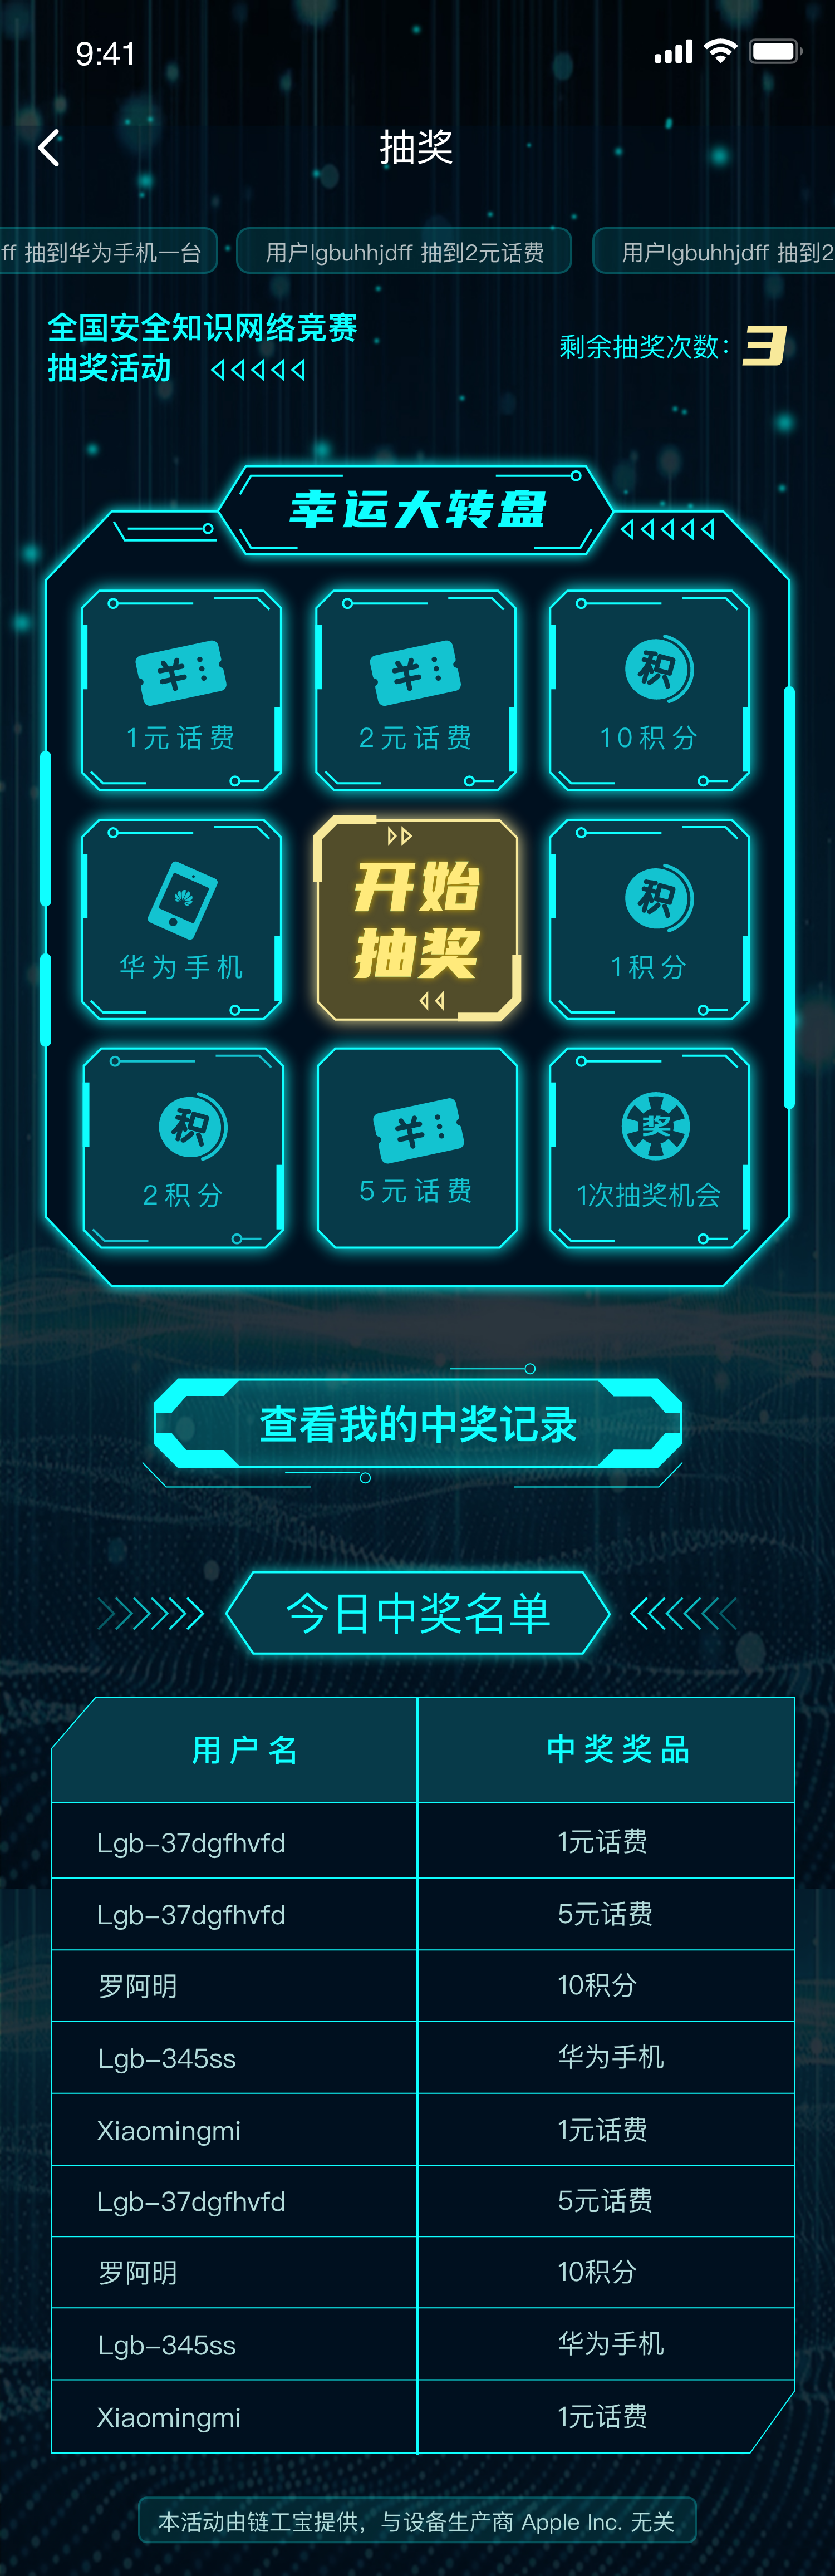 9:41
抽奖
ff 抽到华为手机一台
用户lgbuhhjdff 抽到2元话费
用户lgbuhhjdff 抽到2
全国安全知识网络竞赛
抽奖活动
剩余抽奖次数：3
幸运大转盘
1元话费
2元话费
积
10积分
华为手机
开始
抽奖
积
1积分
积
2积分
5元话费
奖
1次抽奖机会
查看我的中奖记录
今日中奖名单
用户名 中奖奖品
Lgb-37dgfhvfd 1元话费
Lgb-37dgfhvfd 5元话费
罗阿明 10积分
Lgb-345ss 华为手机
Xiaomingmi 1元话费
Lgb-37dgfhvfd 5元话费
罗阿明 10积分
Lgb-345ss 华为手机
Xiaomingmi 1元话费
本活动由链工宝提供，与设备生产商 Apple Inc. 无关